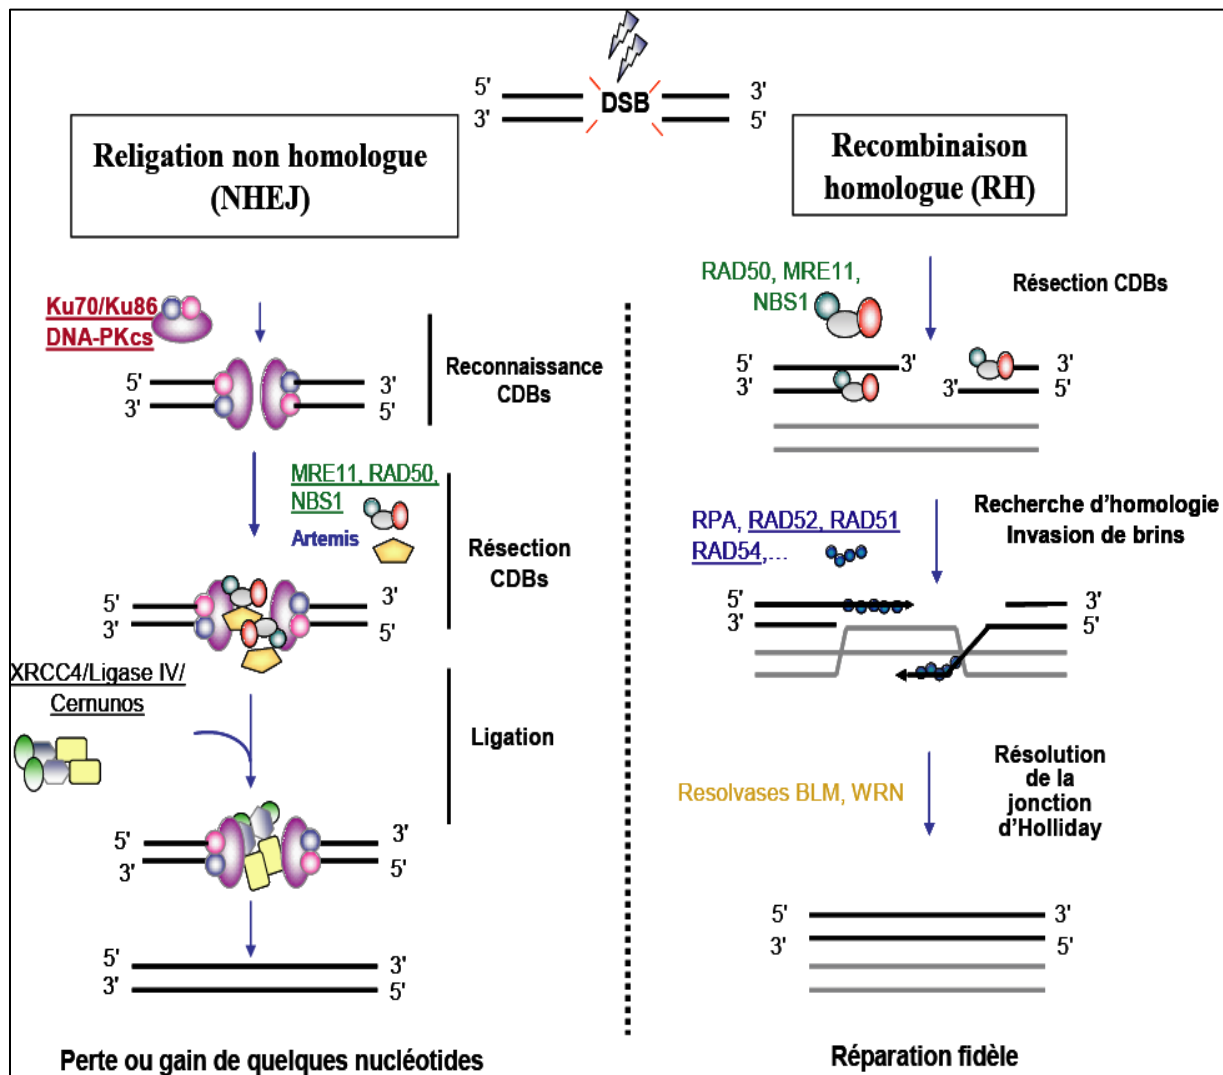 5'
3'
DSB
3'
5'
Religation non homologue
(NHEJ)
Ku70/Ku86
DNA-PKcs
5'
3'
3'
5'
Reconnaissance
CDBs
MRE11, RAD50,
NBS1
Artemis
Résection
CDBs
5'
3'
3'
5'
XRCC4/Ligase IV/
Cernunos
Ligation
5'
3'
3'
5'
5'
3'
3'
5'
Perte ou gain de quelques nucléotides
Recombinaison
homologue (RH)
RAD50, MRE11,
NBS1
Résection CDBs
5'
3'
3'
3'
3'
5'
RPA, RAD52, RAD51
RAD54,...
Recherche d'homologie
Invasion de brins
5'
3'
3'
5'
Resolvases BLM, WRN
Résolution
de la
jonction
d'Holliday
5'
3'
3'
5'
Réparation fidèle